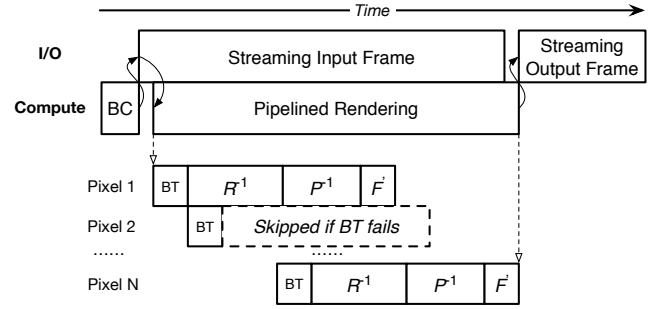 Time
I/O
Streaming Input Frame
Streaming
Output Frame
Compute
BC
Pipelined Rendering
Pixel 1
BT
R⁻¹
P⁻¹
F'
Pixel 2
BT
Skipped if BT fails
......
......
Pixel N
BT
R⁻¹
P⁻¹
F'